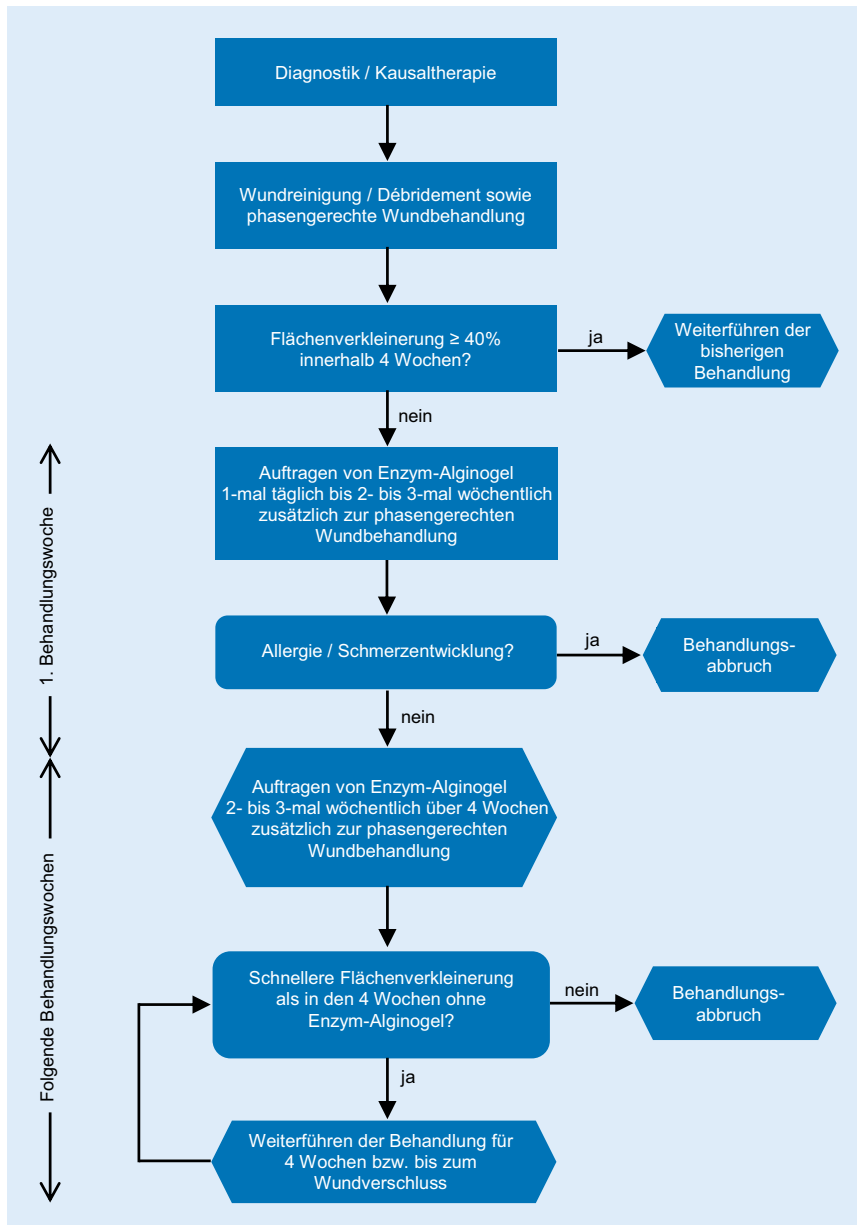 Diagnostik / Kausaltherapie
Wundreinigung / Débridement sowie
phasengerechte Wundbehandlung
Flächenverkleinerung ≥ 40%
innerhalb 4 Wochen?
ja
Weiterführen der
bisherigen
Behandlung
nein
1. Behandlungswoche
Auftragen von Enzym-Alginogel
1-mal täglich bis 2- bis 3-mal wöchentlich
zusätzlich zur phasengerechten
Wundbehandlung
Allergie / Schmerzentwicklung?
ja
Behandlungs-
abbruch
nein
Folgende Behandlungswochen
Auftragen von Enzym-Alginogel
2- bis 3-mal wöchentlich über 4 Wochen
zusätzlich zur phasengerechten
Wundbehandlung
Schnellere Flächenverkleinerung
als in den 4 Wochen ohne
Enzym-Alginogel?
nein
Behandlungs-
abbruch
ja
Weiterführen der Behandlung für
4 Wochen bzw. bis zum
Wundverschluss